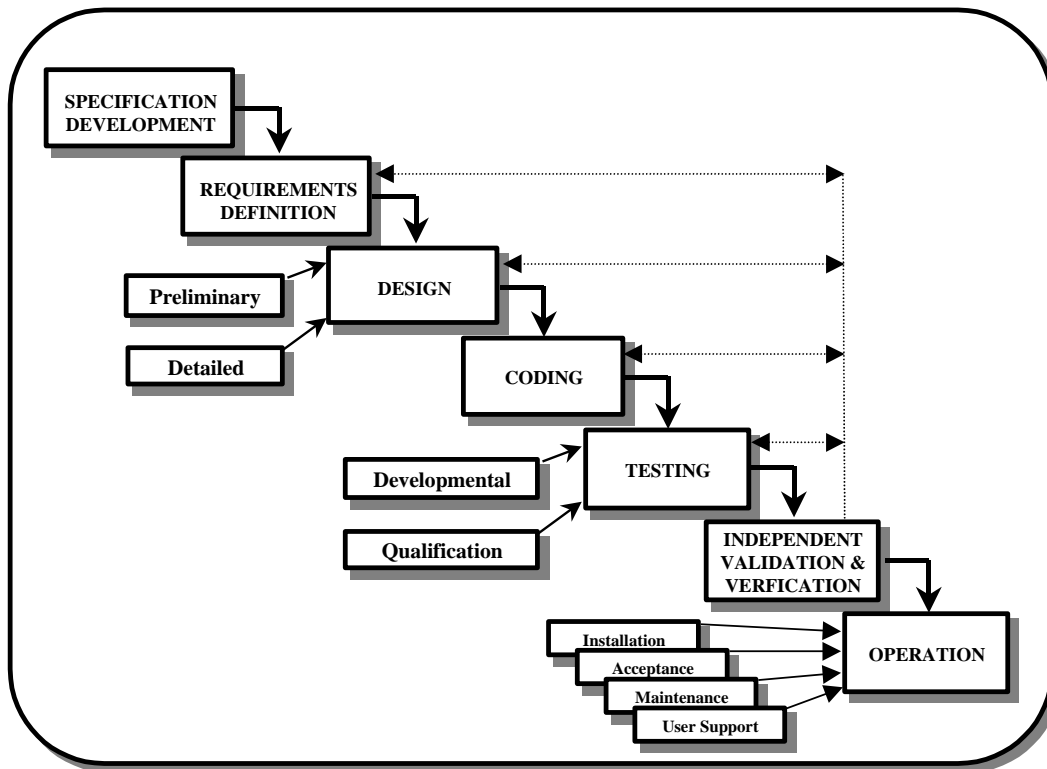 SPECIFICATION
DEVELOPMENT
REQUIREMENTS
DEFINITION
Preliminary
DESIGN
Detailed
CODING
Developmental
TESTING
Qualification
INDEPENDENT
VALIDATION &
VERFICATION
Installation
Acceptance
Maintenance
User Support
OPERATION